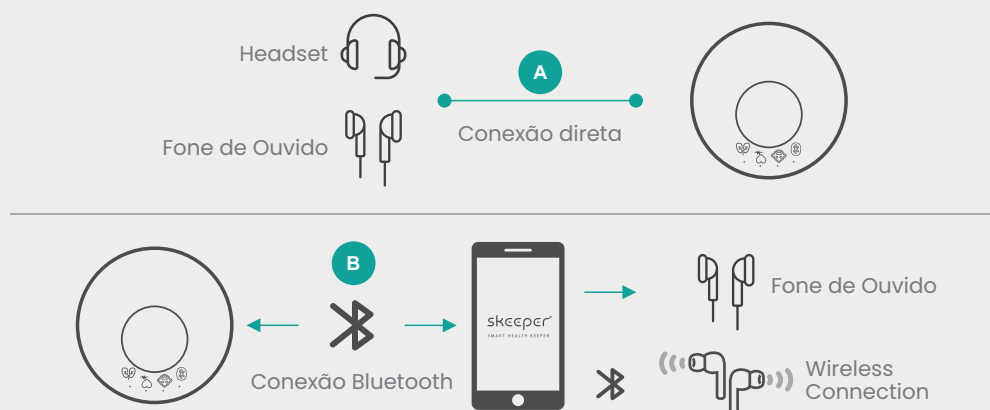 Headset
A
Fone de Ouvido
Conexão direta
B
skeeper
SMART HEALTH KEEPER
Fone de Ouvido
Conexão Bluetooth
Wireless
Connection